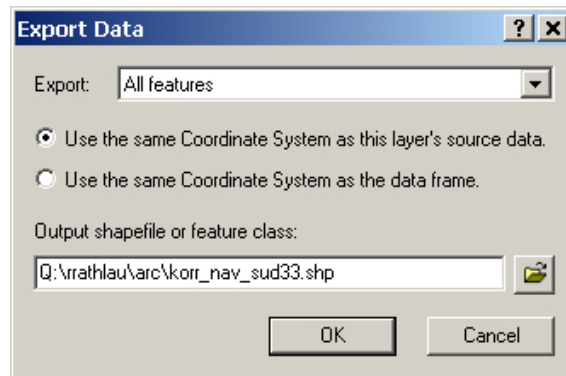 Export Data
Export: All features
Use the same Coordinate System as this layer's source data.
Use the same Coordinate System as the data frame.
Output shapefile or feature class:
Q:\rrathlau\arc\korr_nav_sud33.shp
OK Cancel